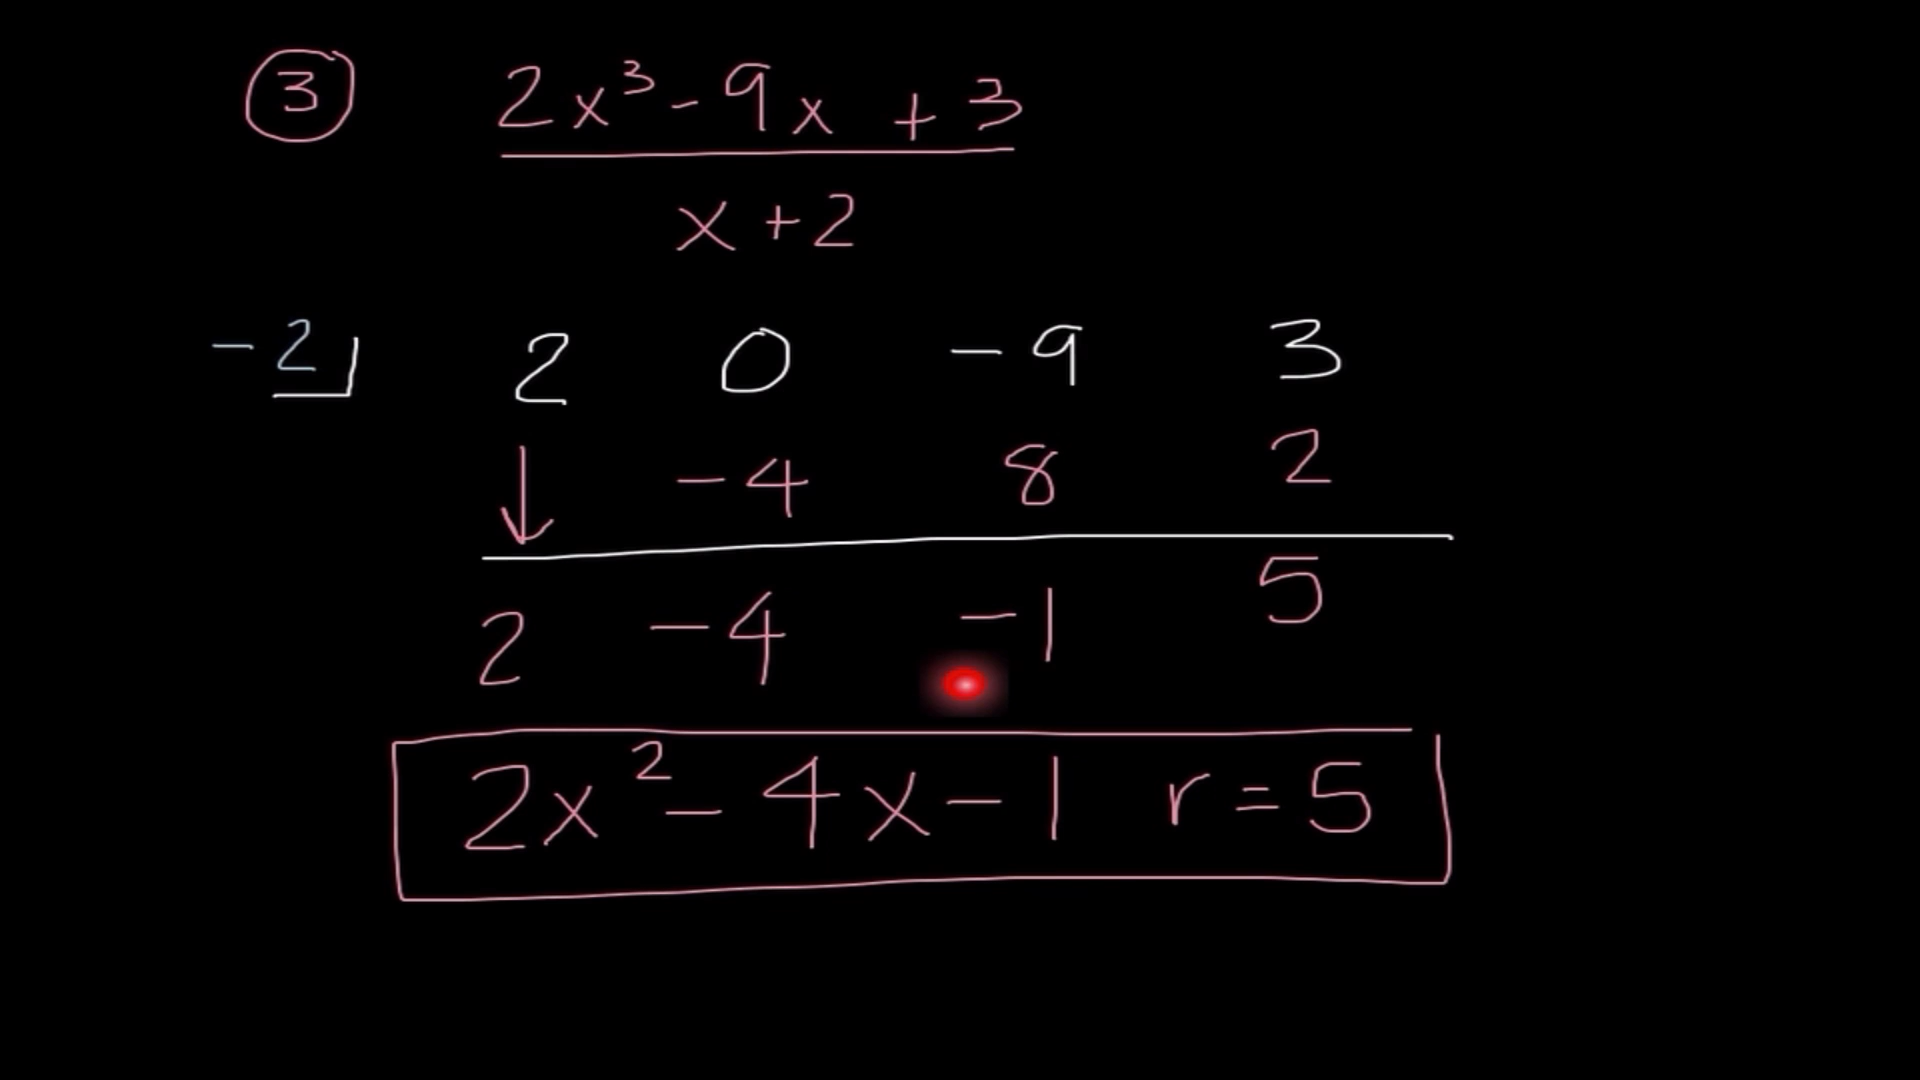 ③ 2x³ - 9x + 3
x + 2
-2 2 0 -9 3
↓ -4 8 2
2 -4 -1 5
2x² - 4x - 1 r = 5